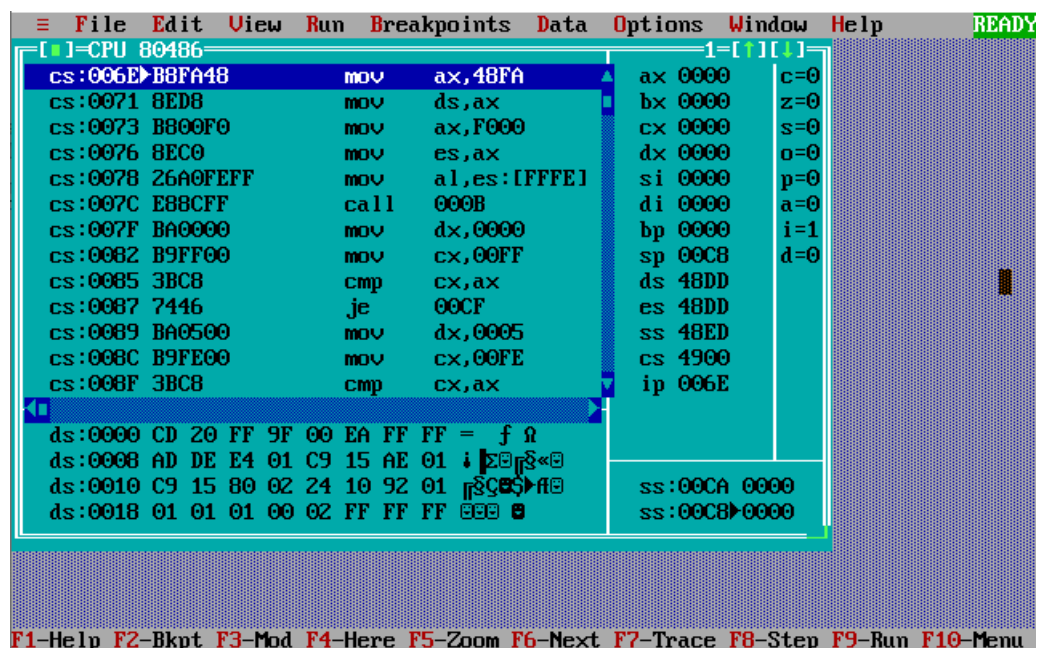 ≡ File Edit View Run Breakpoints Data Options Window Help READY
[■]=CPU 80486 1=[↑][↓]
cs:006E►B8FA48 mov ax,48FA ax 0000 c=0
cs:0071 8ED8 mov ds,ax bx 0000 z=0
cs:0073 B800F0 mov ax,F000 cx 0000 s=0
cs:0076 8EC0 mov es,ax dx 0000 o=0
cs:0078 26A0FEFF mov al,es:[FFFE] si 0000 p=0
cs:007C E88CFF call 000B di 0000 a=0
cs:007F BA0000 mov dx,0000 bp 0000 i=1
cs:0082 B9FF00 mov cx,00FF sp 00C8 d=0
cs:0085 3BC8 cmp cx,ax ds 48DD
cs:0087 7446 je 00CF es 48DD
cs:0089 BA0500 mov dx,0005 ss 48ED
cs:008C B9FE00 mov cx,00FE cs 4900
cs:008F 3BC8 cmp cx,ax ip 006E
ds:0000 CD 20 FF 9F 00 EA FF FF = ƒ Ω
ds:0008 AD DE E4 01 C9 15 AE 01 ¡▐Σ☺╔§«☺
ds:0010 C9 15 80 02 24 10 92 01 ╔§Ç☻$►Æ☺ ss:00CA 0000
ds:0018 01 01 01 00 02 FF FF FF ☺☺☺ ☻ ss:00C8►0000
F1-Help F2-Bkpt F3-Mod F4-Here F5-Zoom F6-Next F7-Trace F8-Step F9-Run F10-Menu